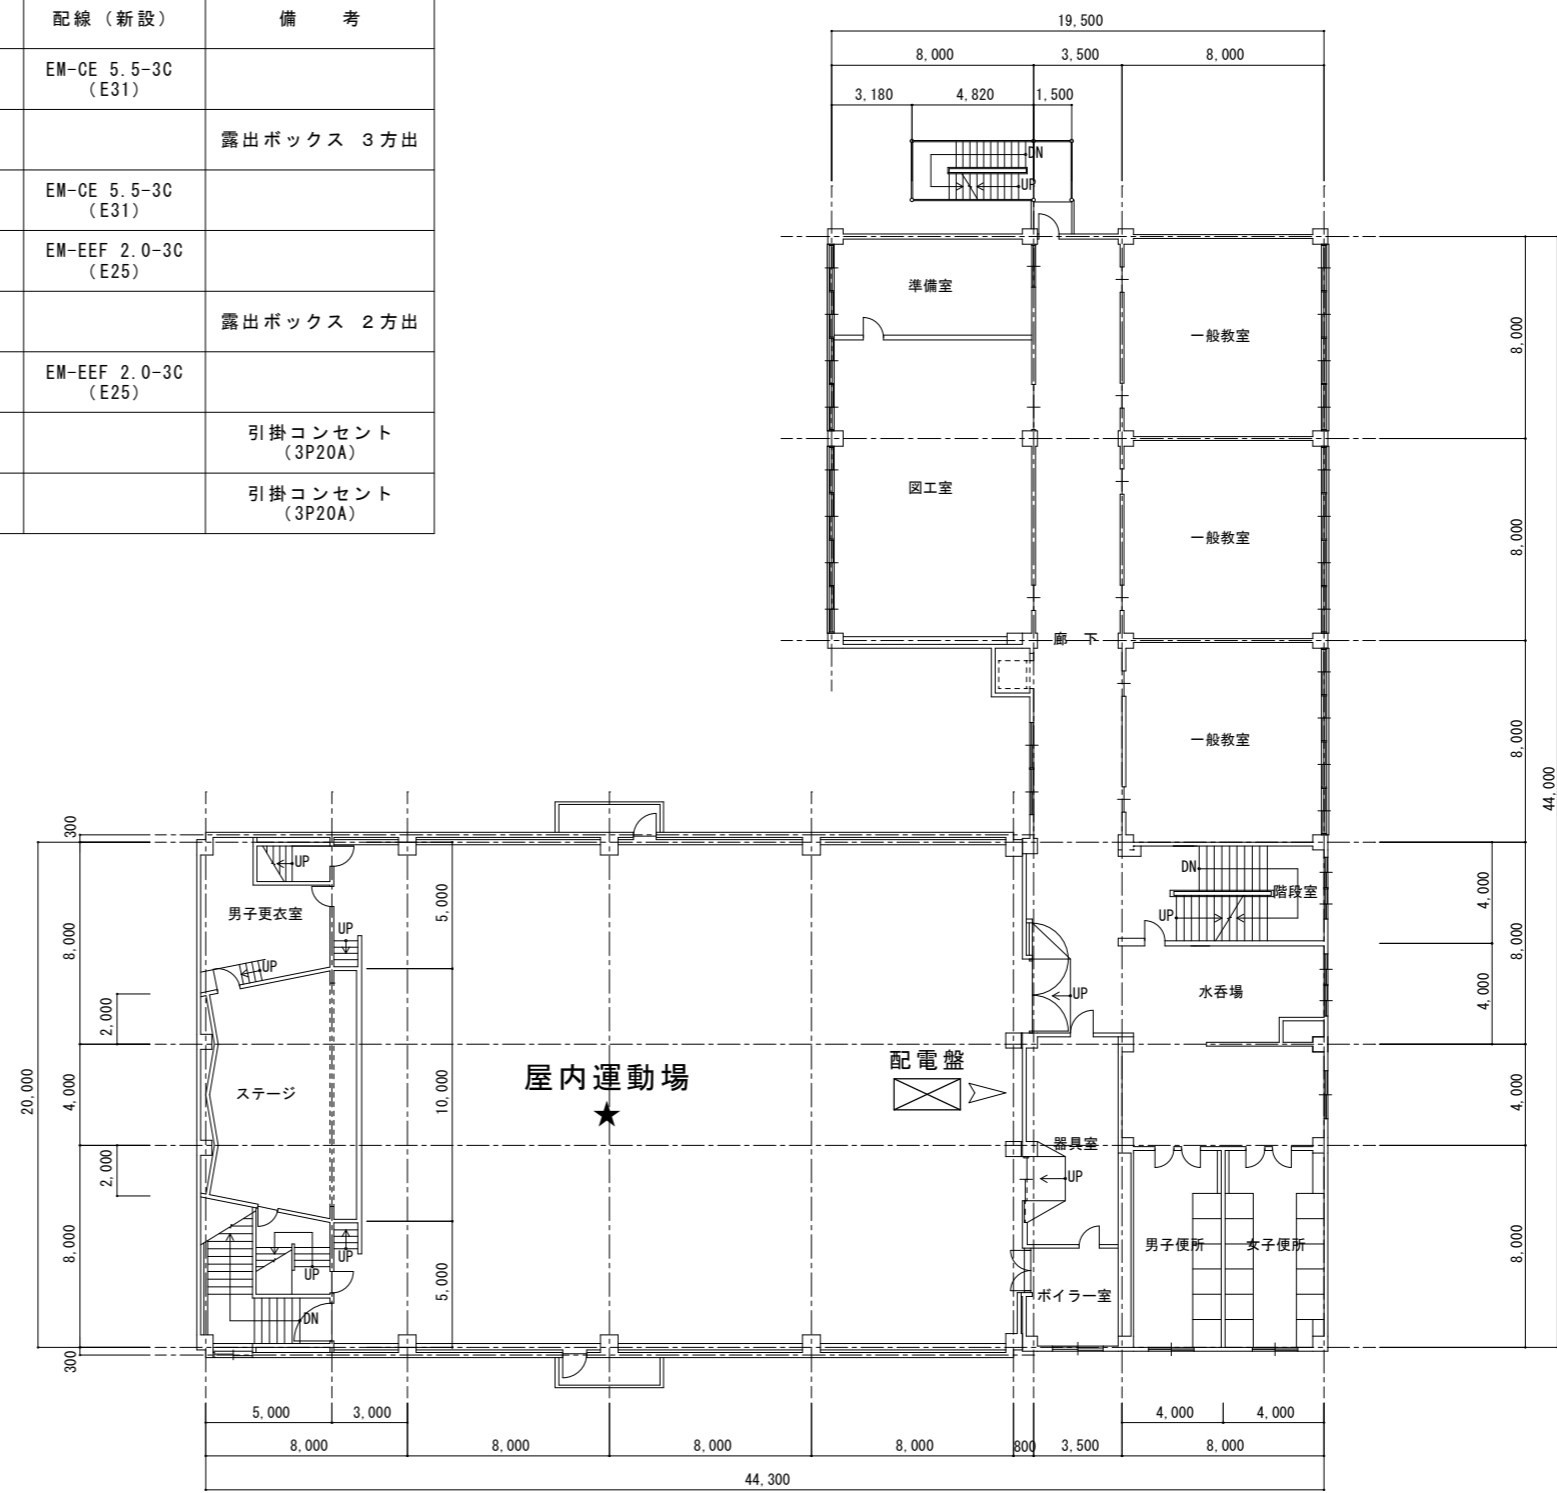 配線（新設）
備　考
EM-CE 5.5-3C
(E31)
露出ボックス 3方出
EM-CE 5.5-3C
(E31)
EM-EEF 2.0-3C
(E25)
露出ボックス 2方出
EM-EEF 2.0-3C
(E25)
引掛コンセント
(3P20A)
引掛コンセント
(3P20A)
19,500
8,000
3,500
8,000
3,180
4,820
1,500
DN
UP
準備室
一般教室
8,000
図工室
一般教室
8,000
廊下
一般教室
8,000
44,000
300
UP
男子更衣室
UP
5,000
DN
階段室
UP
4,000
8,000
8,000
UP
2,000
UP
水呑場
4,000
20,000
4,000
ステージ
10,000
屋内運動場
★
配電盤
器具室
4,000
UP
2,000
8,000
UP
UP
5,000
DN
男子便所
女子便所
8,000
ボイラー室
300
5,000
3,000
4,000
4,000
8,000
8,000
8,000
8,000
800
3,500
8,000
44,300